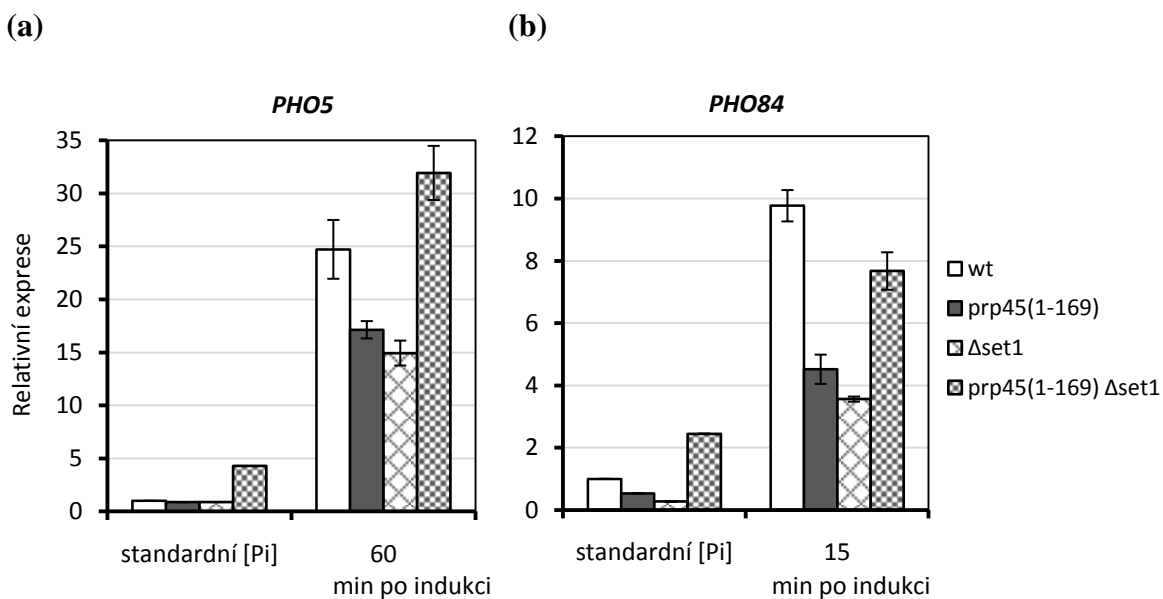 (a)
(b)
PHO5
PHO84
Relativní exprese
35
30
25
20
15
10
5
0
12
10
8
6
4
2
0
standardní [Pi]
60
min po indukci
standardní [Pi]
15
min po indukci
wt
prp45(1-169)
Δset1
prp45(1-169) Δset1